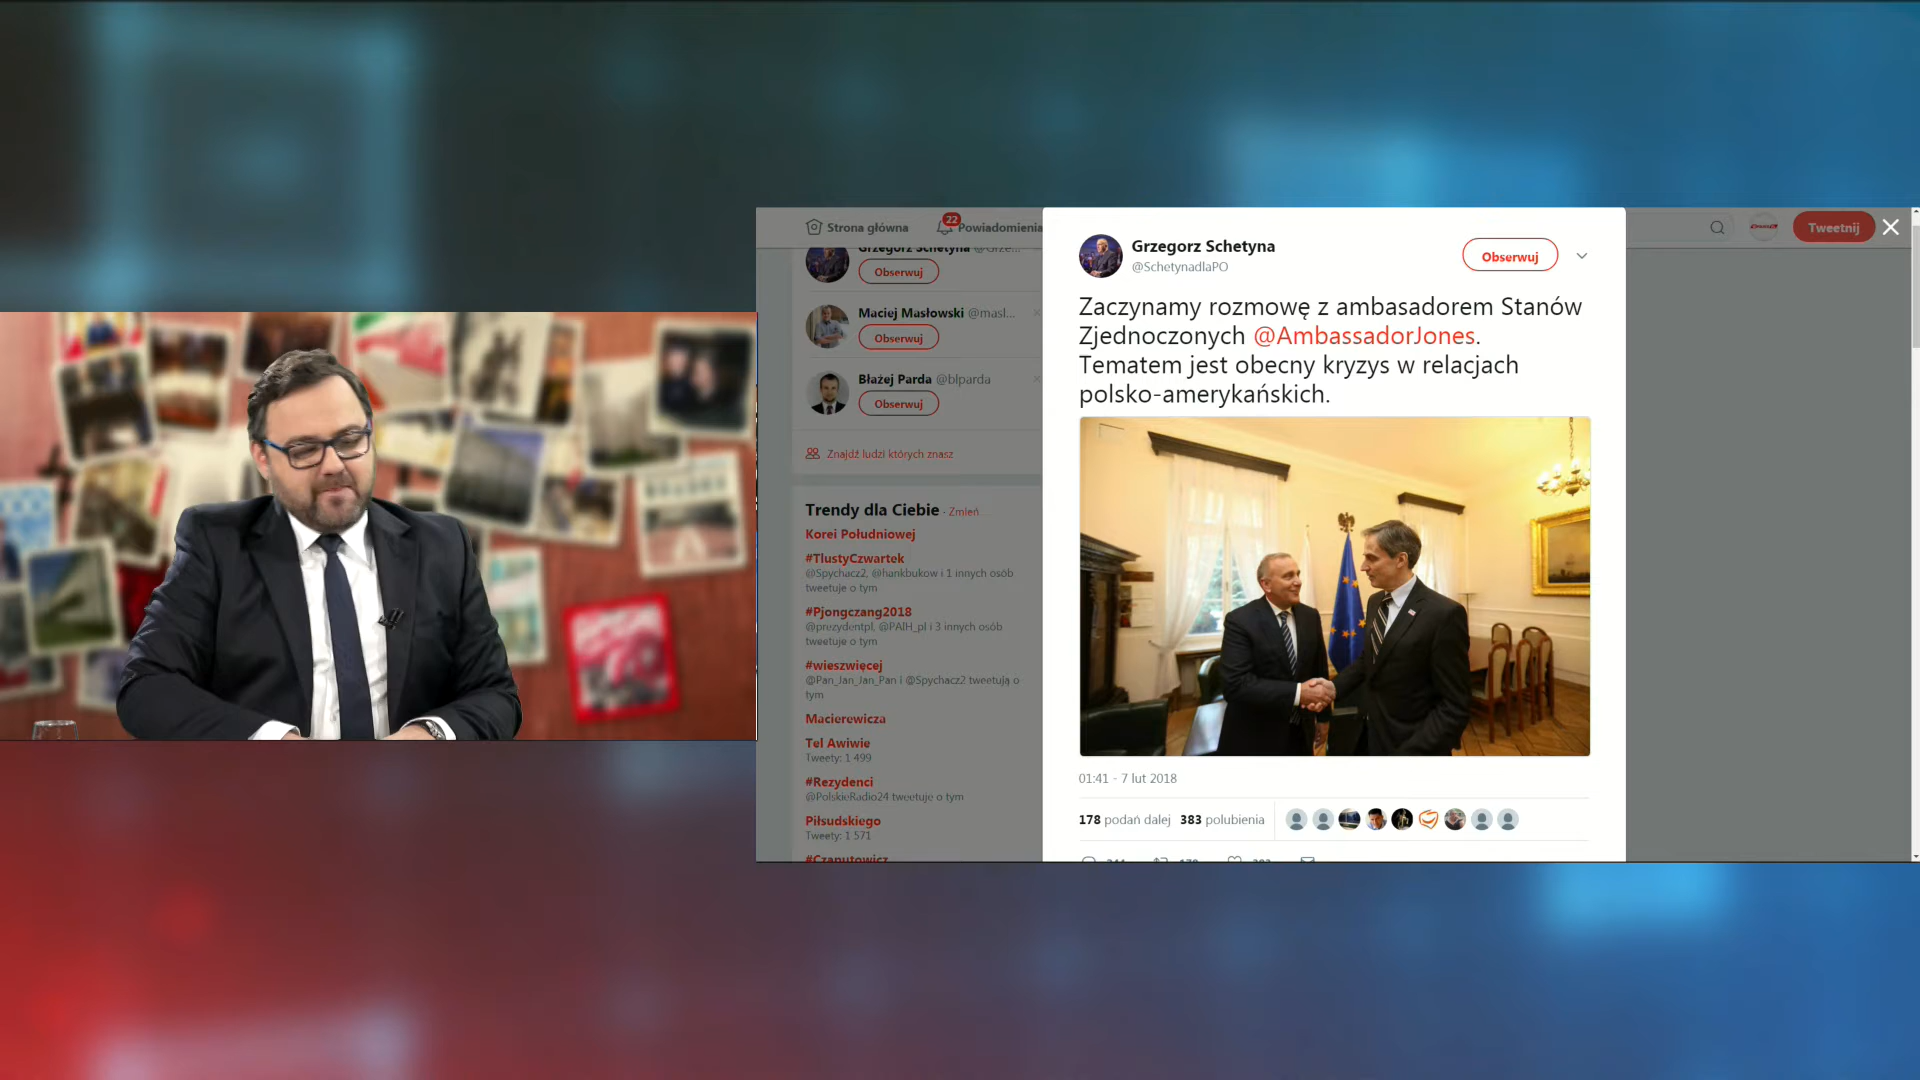 Strona główna
22
Powiadomienia
Tweetnij
Grzegorz Schetyna
Obserwuj
Maciej Masłowski @masl...
Obserwuj
Błażej Parda @blparda
Obserwuj
Znajdź ludzi których znasz
Trendy dla Ciebie · Zmień
Korei Południowej
#TlustyCzwartek
@Spychacz2, @hankbukow i 1 innych osób
tweetuje o tym
#Pjongczang2018
@prezydentpl, @PAIH_pl i 3 innych osób
tweetuje o tym
#wieszwięcej
@Pan_Jan_Jan_Pan i @Spychacz2 tweetują o
tym
Macierewicza
Tel Awiwie
Tweety: 1 499
#Rezydenci
@PolskieRadio24 tweetuje o tym
Piłsudskiego
Tweety: 1 571
#Czaputowicz
Grzegorz Schetyna
@SchetynadlaPO
Obserwuj
Zaczynamy rozmowę z ambasadorem Stanów
Zjednoczonych @AmbassadorJones.
Tematem jest obecny kryzys w relacjach
polsko-amerykańskich.
01:41 - 7 lut 2018
178 podań dalej 383 polubienia